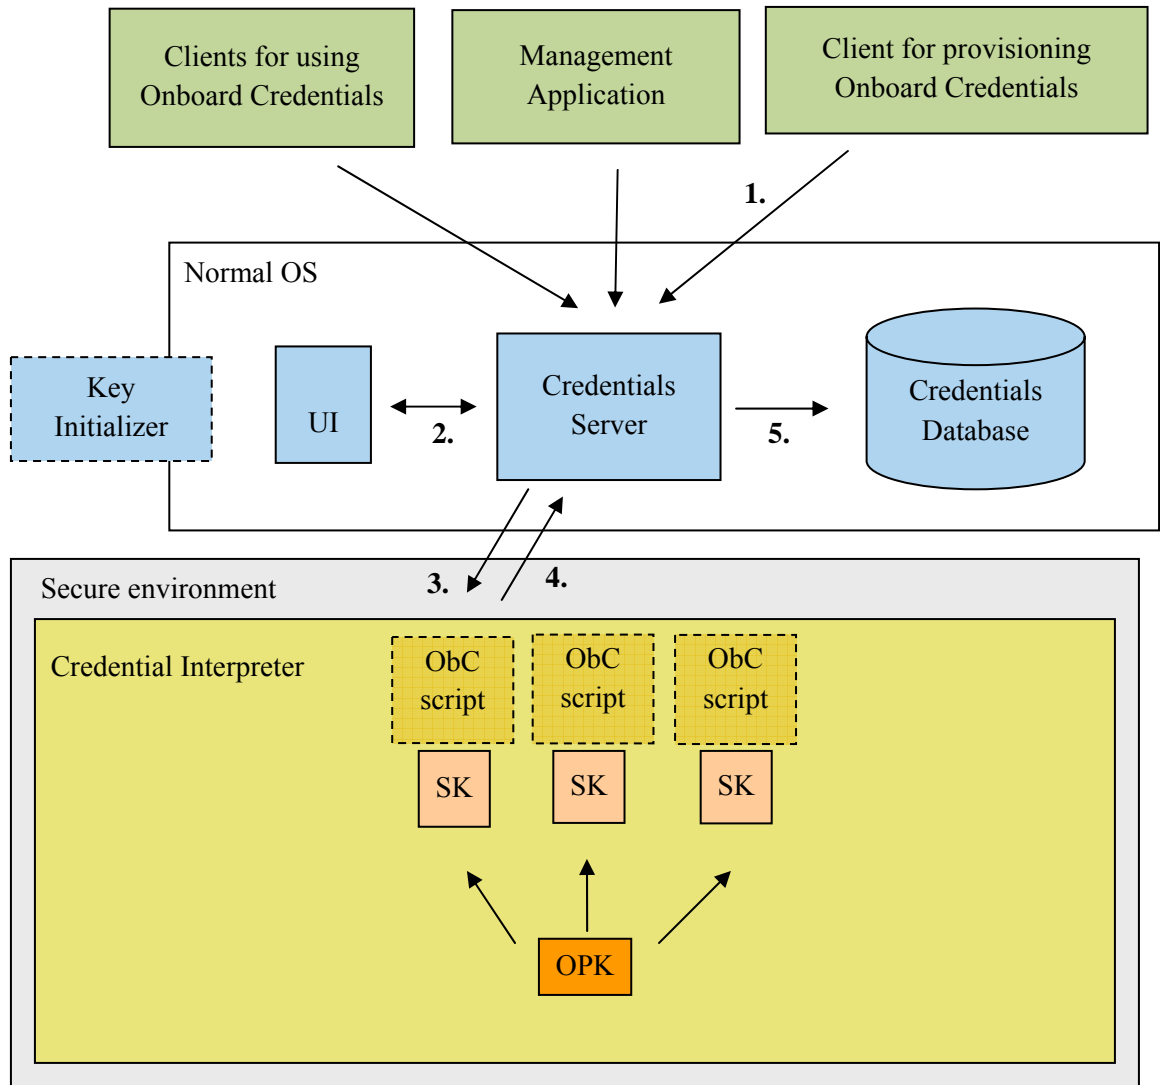 Clients for using
Onboard Credentials
Management
Application
Client for provisioning
Onboard Credentials
1.
Normal OS
Key
Initializer
UI
2.
Credentials
Server
5.
Credentials
Database
3.
4.
Secure environment
Credential Interpreter
ObC
script
ObC
script
ObC
script
SK
SK
SK
OPK